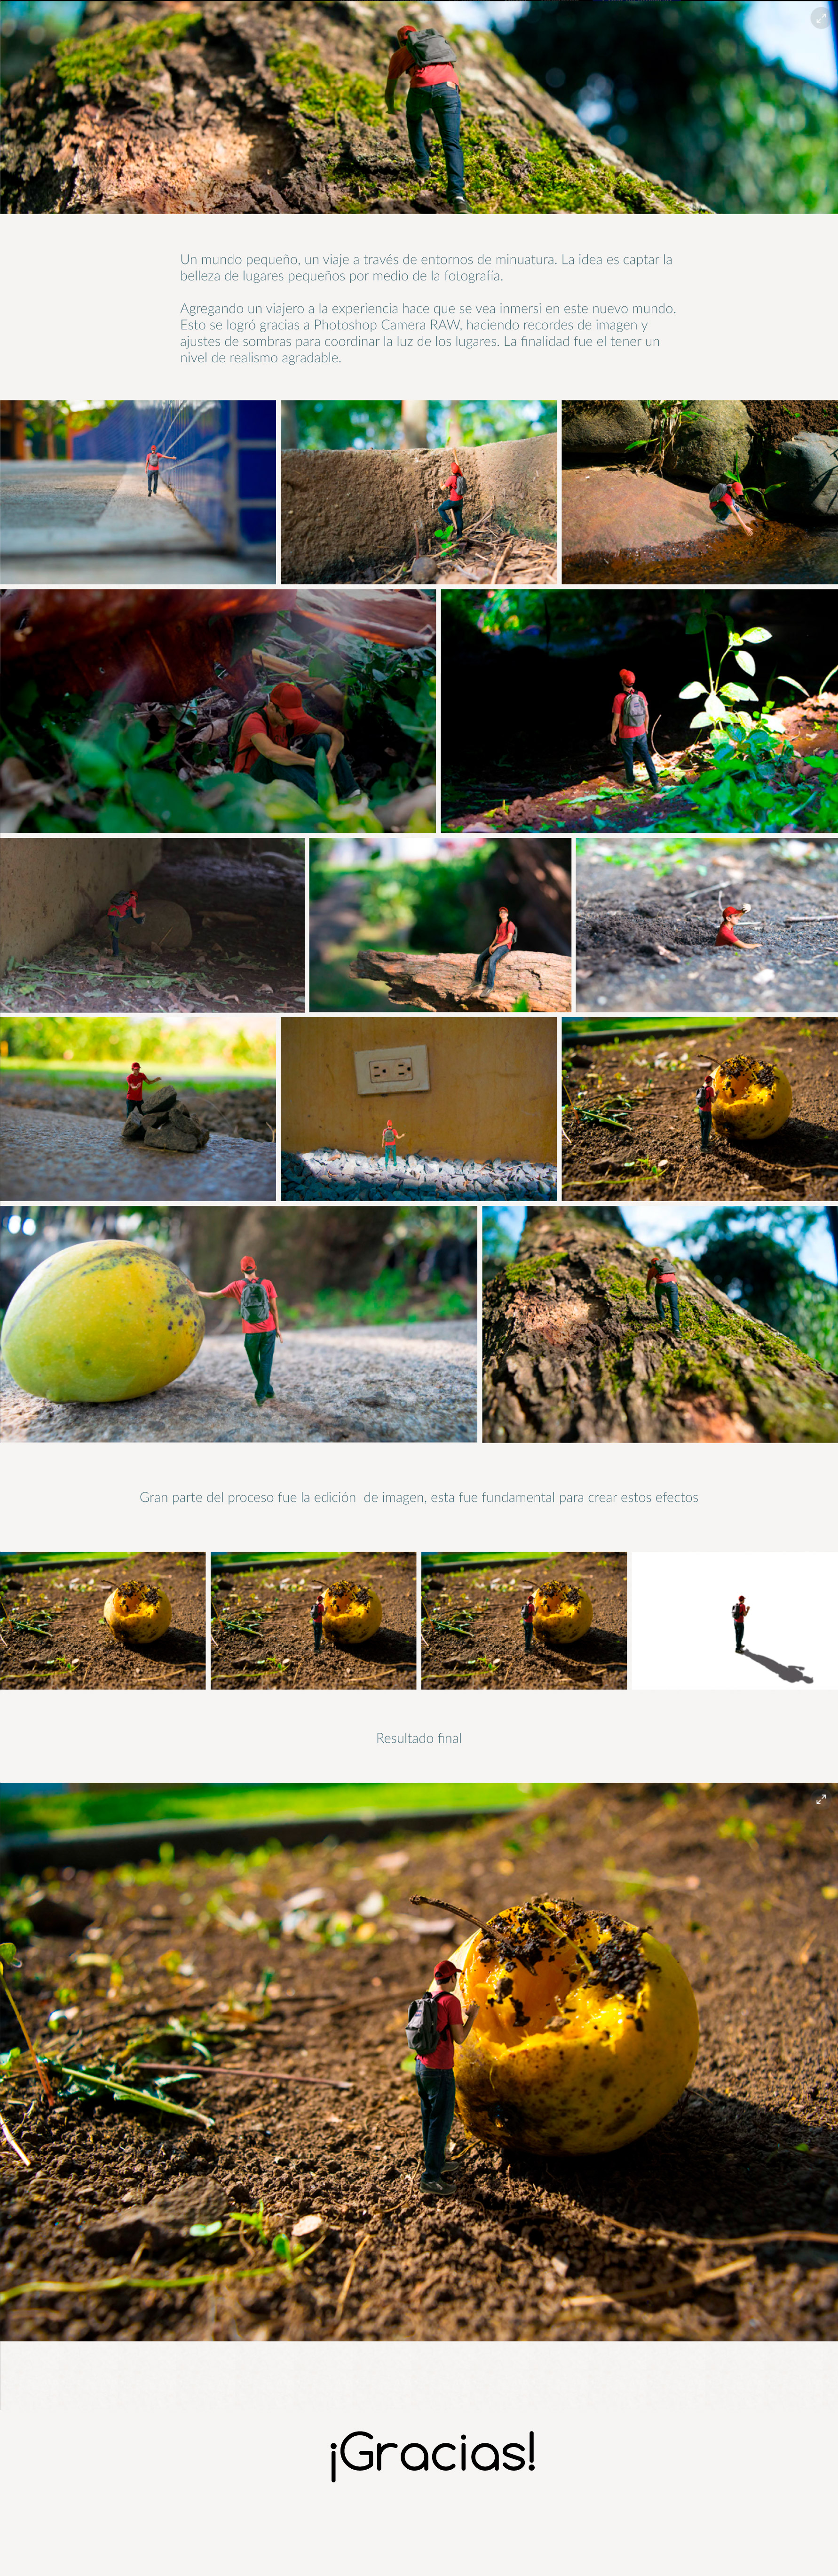 Un mundo pequeño, un viaje a través de entornos de minuatura. La idea es captar la
belleza de lugares pequeños por medio de la fotografía.
Agregando un viajero a la experiencia hace que se vea inmersi en este nuevo mundo.
Esto se logró gracias a Photoshop Camera RAW, haciendo recordes de imagen y
ajustes de sombras para coordinar la luz de los lugares. La finalidad fue el tener un
nivel de realismo agradable.
Gran parte del proceso fue la edición  de imagen, esta fue fundamental para crear estos efectos
Resultado final
¡Gracias!